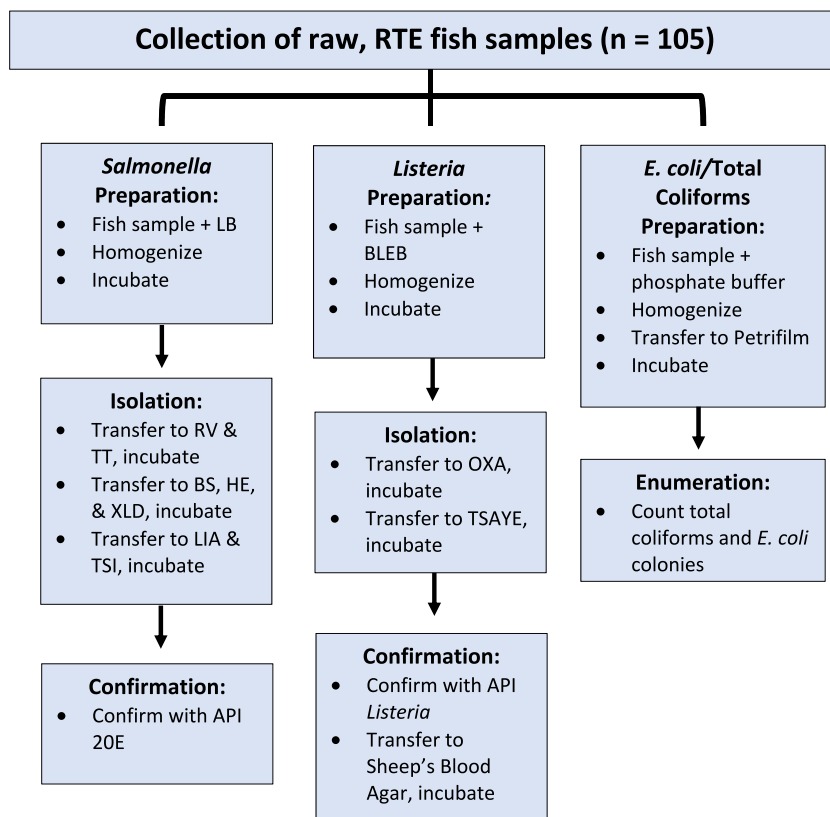 Collection of raw, RTE fish samples (n = 105)
Salmonella
Preparation:
• Fish sample + LB
• Homogenize
• Incubate
Isolation:
• Transfer to RV &
TT, incubate
• Transfer to BS, HE,
& XLD, incubate
• Transfer to LIA &
TSI, incubate
Confirmation:
• Confirm with API
20E
Listeria
Preparation:
• Fish sample +
BLEB
• Homogenize
• Incubate
Isolation:
• Transfer to OXA,
incubate
• Transfer to TSAYE,
incubate
Confirmation:
• Confirm with API
Listeria
• Transfer to
Sheep’s Blood
Agar, incubate
E. coli/Total
Coliforms
Preparation:
• Fish sample +
phosphate buffer
• Homogenize
• Transfer to Petrifilm
• Incubate
Enumeration:
• Count total
coliforms and E. coli
colonies